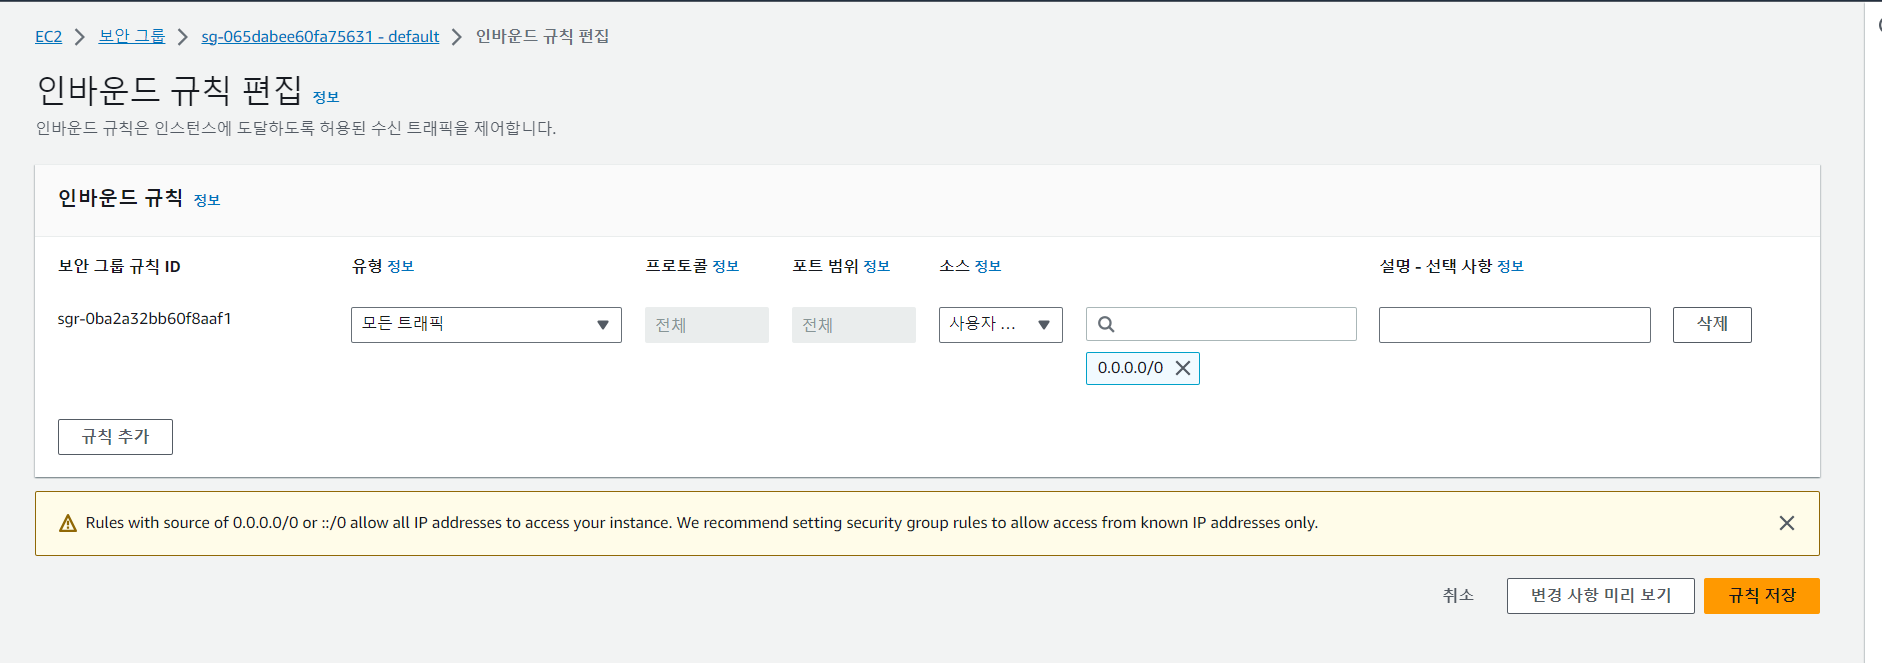 EC2 > 보안 그룹 > sg-065dabee60fa75631 - default > 인바운드 규칙 편집
인바운드 규칙 편집 정보
인바운드 규칙은 인스턴스에 도달하도록 허용된 수신 트래픽을 제어합니다.
인바운드 규칙 정보
보안 그룹 규칙 ID 유형 정보 프로토콜 정보 포트 범위 정보 소스 정보 설명 - 선택 사항 정보
sgr-0ba2a32bb60f8aaf1 모든 트래픽 전체 전체 사용자 ... 삭제
0.0.0.0/0
규칙 추가
Rules with source of 0.0.0.0/0 or ::/0 allow all IP addresses to access your instance. We recommend setting security group rules to allow access from known IP addresses only.
취소 변경 사항 미리 보기 규칙 저장